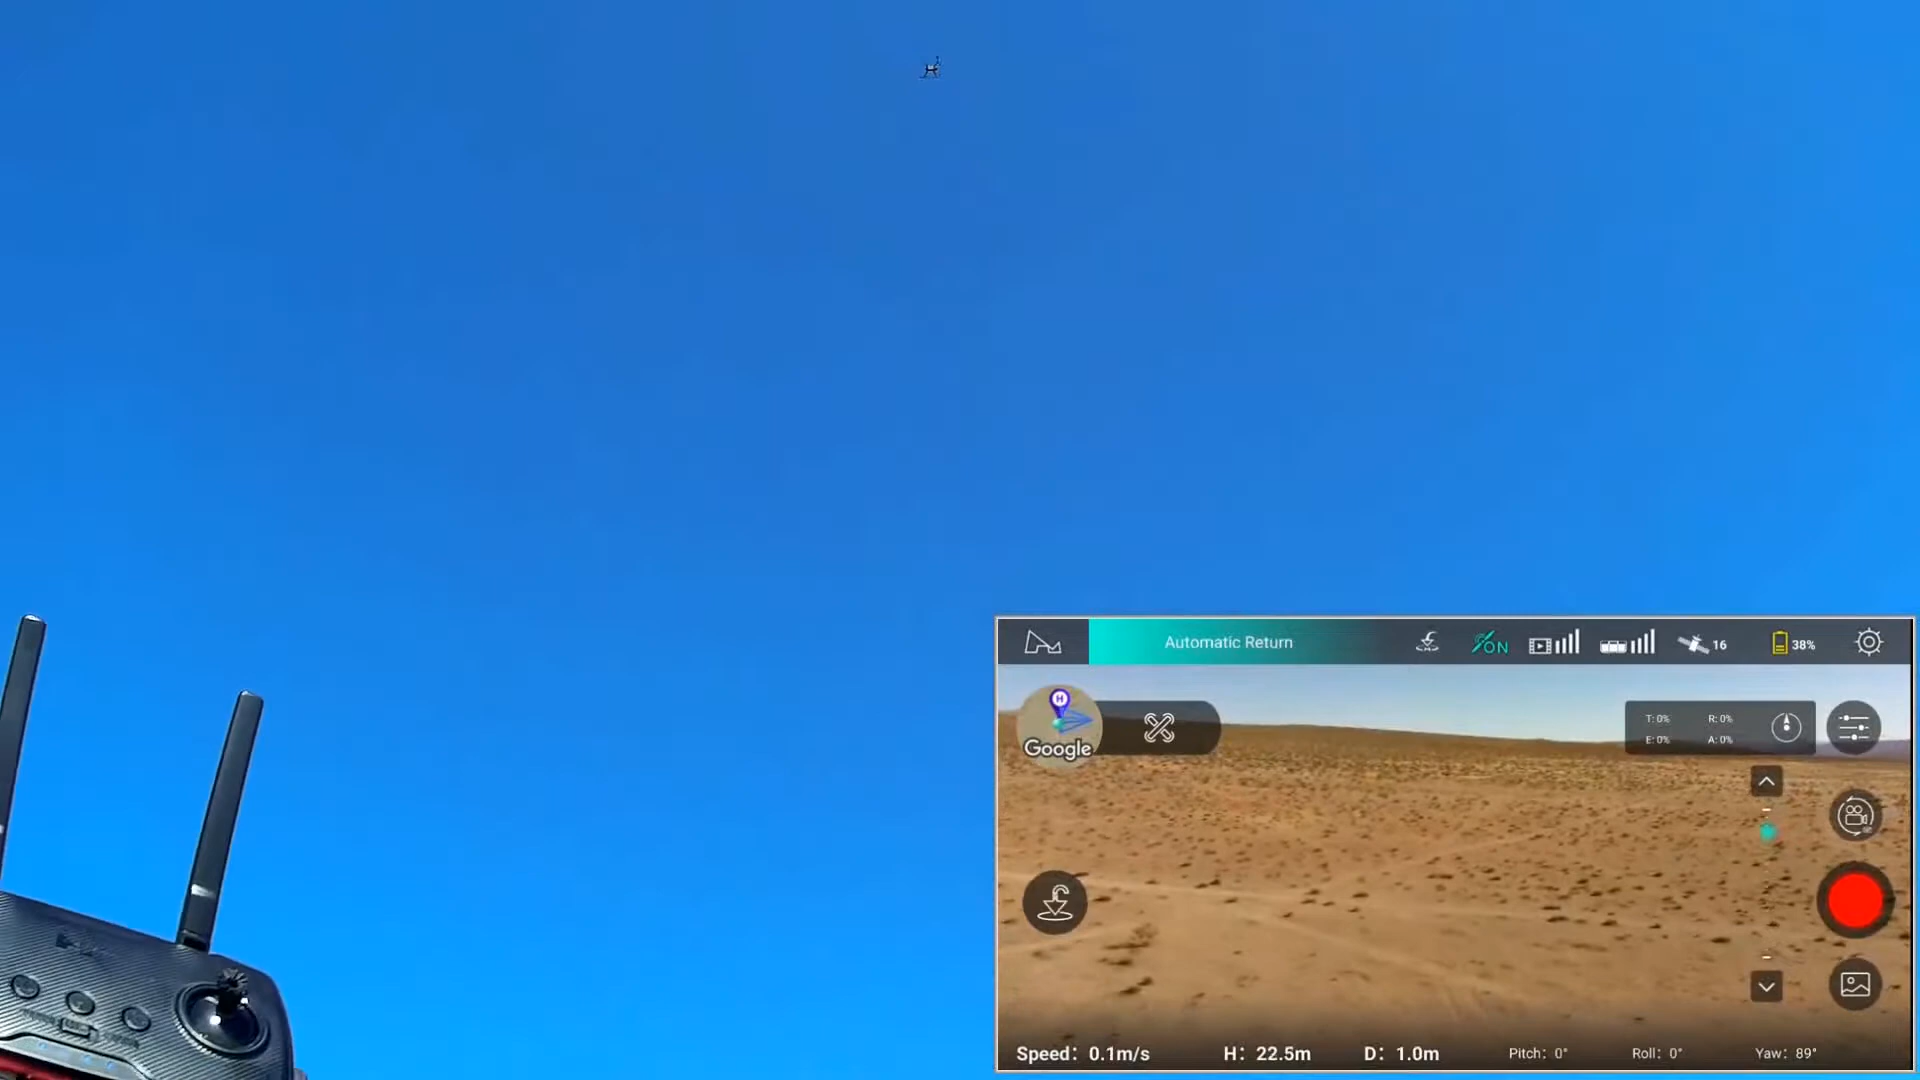 Automatic Return
ON
16
38%
H
Google
T: 0% R: 0%
E: 0% A: 0%
Speed: 0.1m/s H: 22.5m D: 1.0m Pitch: 0° Roll: 0° Yaw: 89°